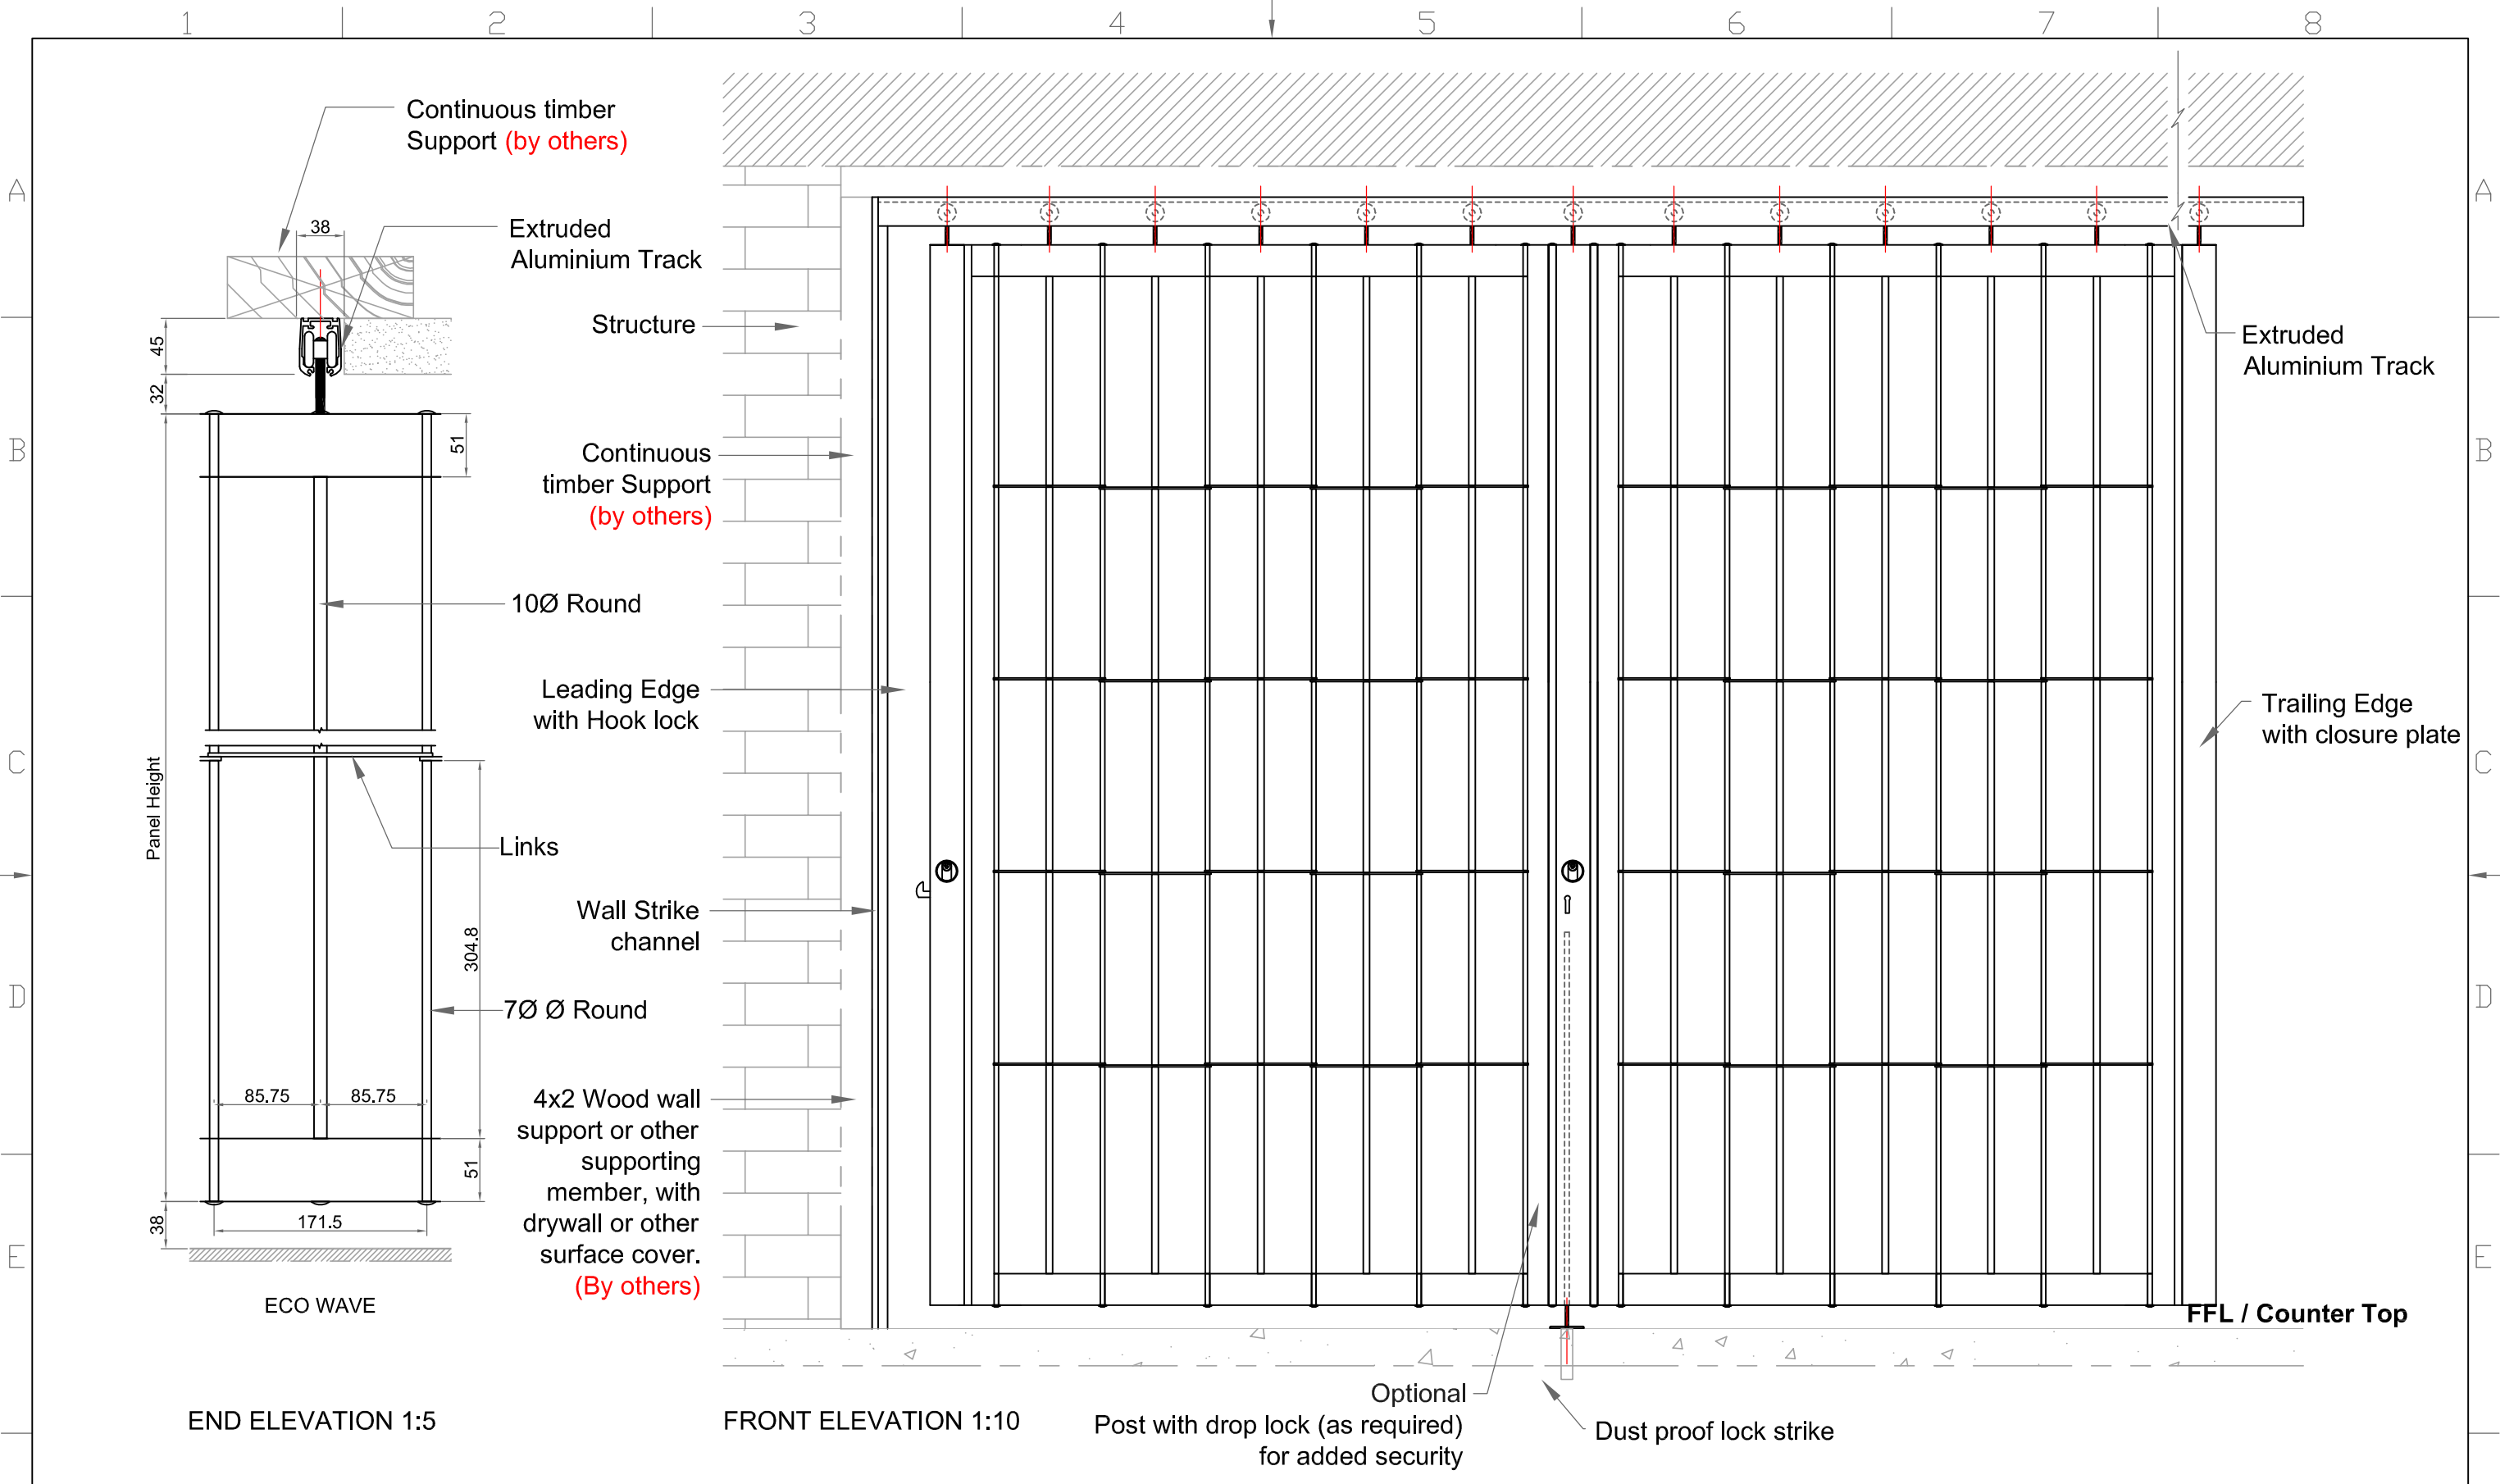 1 2 3 4 5 6 7 8
A A
B B
C C
D D
E E
Continuous timber
Support (by others)
38
Extruded
Aluminium Track
45
32
51
10Ø Round
Panel Height
Links
304.8
7Ø Ø Round
85.75 85.75
51
171.5
38
ECO WAVE
END ELEVATION 1:5
Structure
Continuous
timber Support
(by others)
Leading Edge
with Hook lock
Wall Strike
channel
4x2 Wood wall
support or other
supporting
member, with
drywall or other
surface cover.
(By others)
Extruded
Aluminium Track
Trailing Edge
with closure plate
FFL / Counter Top
FRONT ELEVATION 1:10
Optional
Post with drop lock (as required)
for added security
Dust proof lock strike